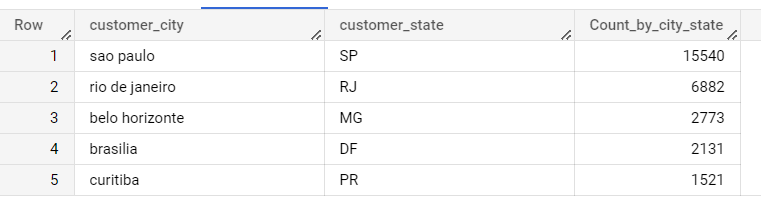 Row customer_city customer_state Count_by_city_state
1 sao paulo SP 15540
2 rio de janeiro RJ 6882
3 belo horizonte MG 2773
4 brasilia DF 2131
5 curitiba PR 1521